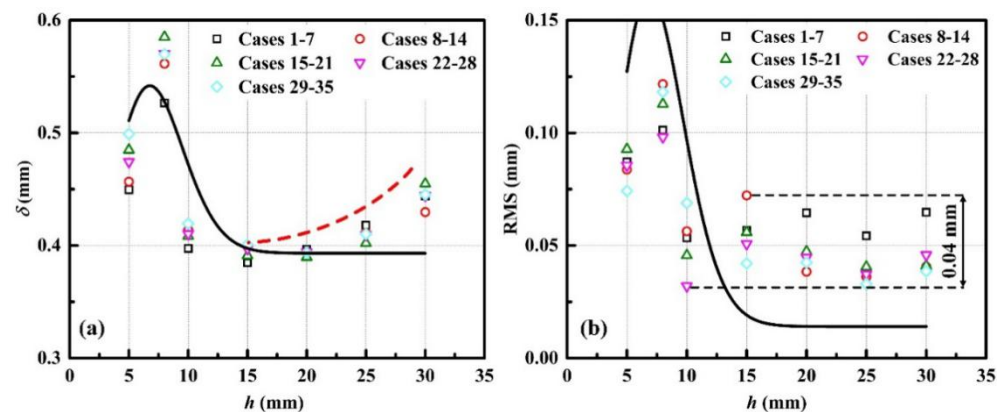 0.6
0.5
0.4
0.3
δ (mm)
Cases 1-7
Cases 8-14
Cases 15-21
Cases 22-28
Cases 29-35
(a)
0 5 10 15 20 25 30 35
h (mm)
0.15
0.10
0.05
0.00
RMS (mm)
Cases 1-7
Cases 8-14
Cases 15-21
Cases 22-28
Cases 29-35
0.04 mm
(b)
0 5 10 15 20 25 30 35
h (mm)